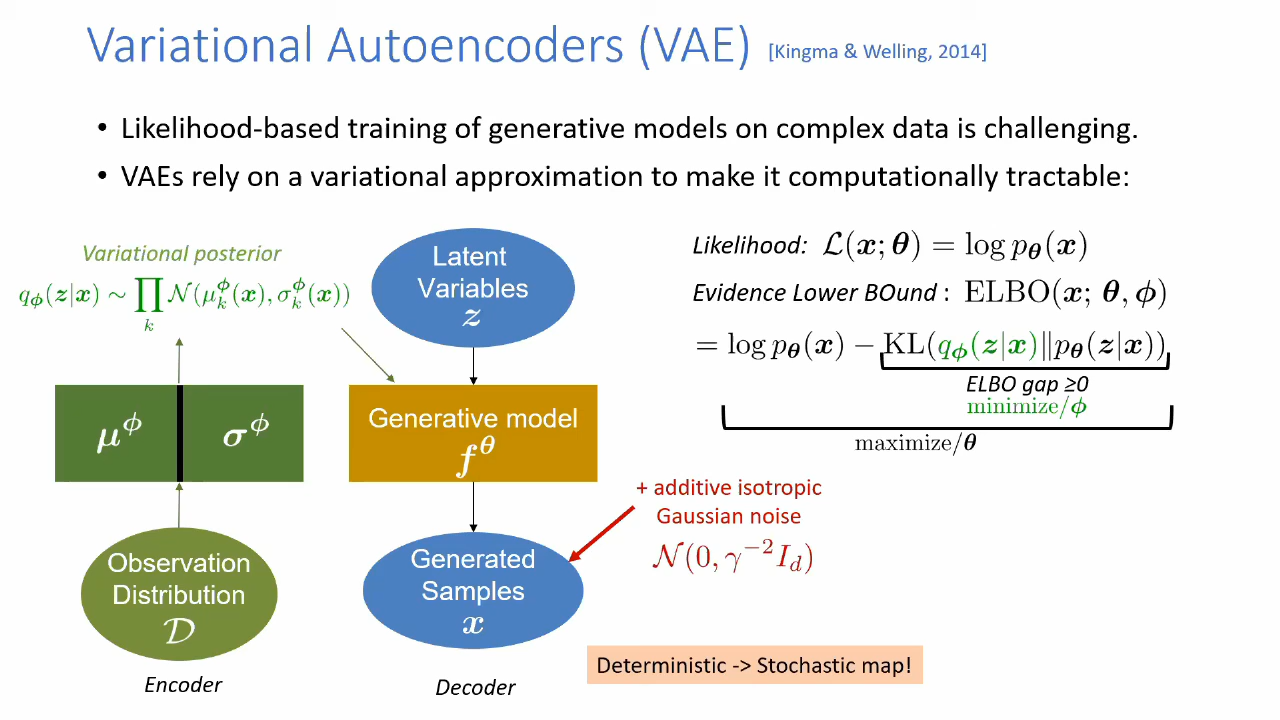 Variational Autoencoders (VAE) [Kingma & Welling, 2014]
• Likelihood-based training of generative models on complex data is challenging.
• VAEs rely on a variational approximation to make it computationally tractable:
Variational posterior
q_ϕ(z|x) ∼ ∏_k 𝒩(μ_k^ϕ(x), σ_k^ϕ(x))
μ^ϕ
σ^ϕ
Observation
Distribution
𝒟
Encoder
Latent
Variables
z
Generative model
f^θ
Generated
Samples
x
Decoder
Likelihood: ℒ(x; θ) = log p_θ(x)
Evidence Lower BOund : ELBO(x; θ, ϕ)
= log p_θ(x) − KL(q_ϕ(z|x)∥p_θ(z|x))
ELBO gap ≥0
minimize/ϕ
maximize/θ
+ additive isotropic
Gaussian noise
𝒩(0, γ^{−2}I_d)
Deterministic -> Stochastic map!